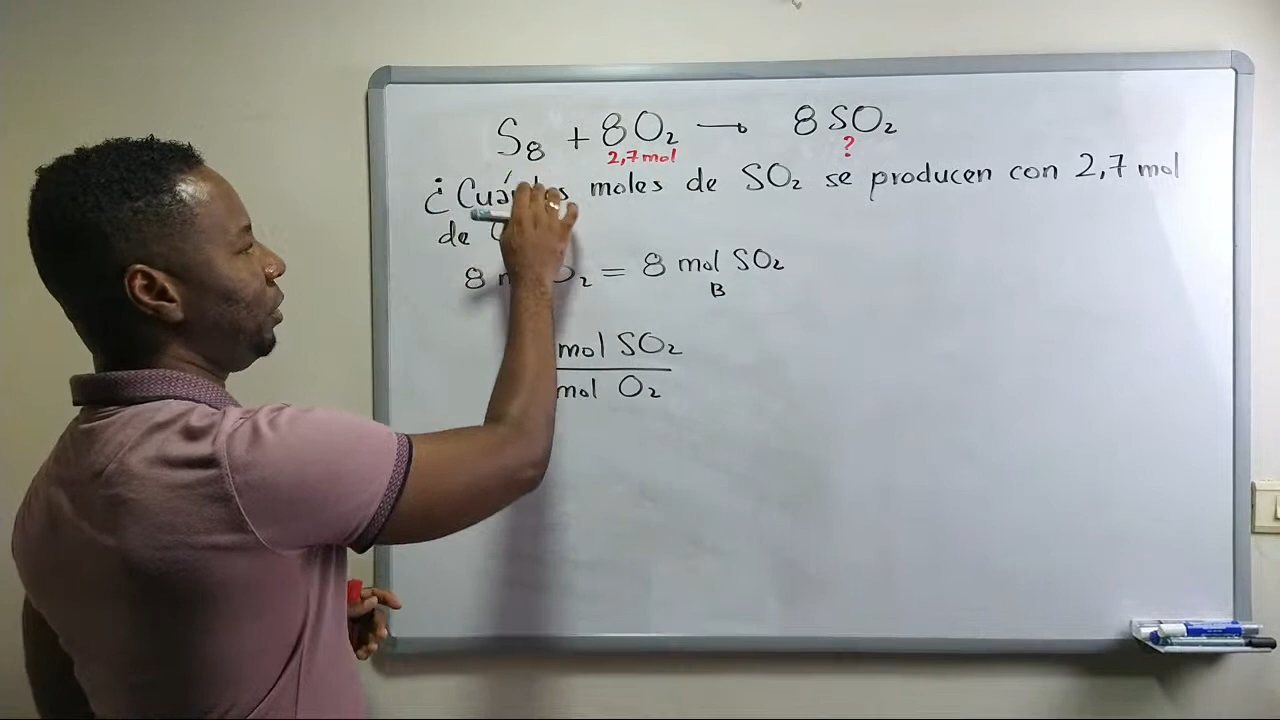 S₈ + 8O₂ → 8SO₂
2,7 mol ?
¿Cuántos moles de SO₂ se producen con 2,7 mol
de
8 O₂ = 8 mol SO₂
B
mol SO₂
mol O₂